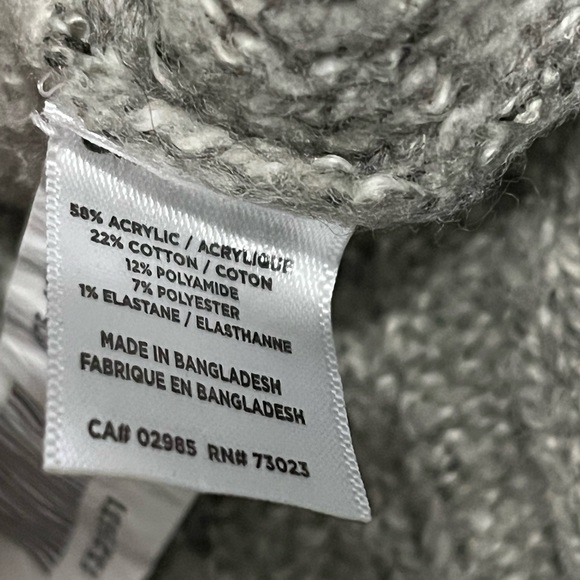 58% ACRYLIC / ACRYLIQUE
22% COTTON / COTON
12% POLYAMIDE
7% POLYESTER
1% ELASTANE / ELASTHANNE
MADE IN BANGLADESH
FABRIQUE EN BANGLADESH
CA# 02985 RN# 73023